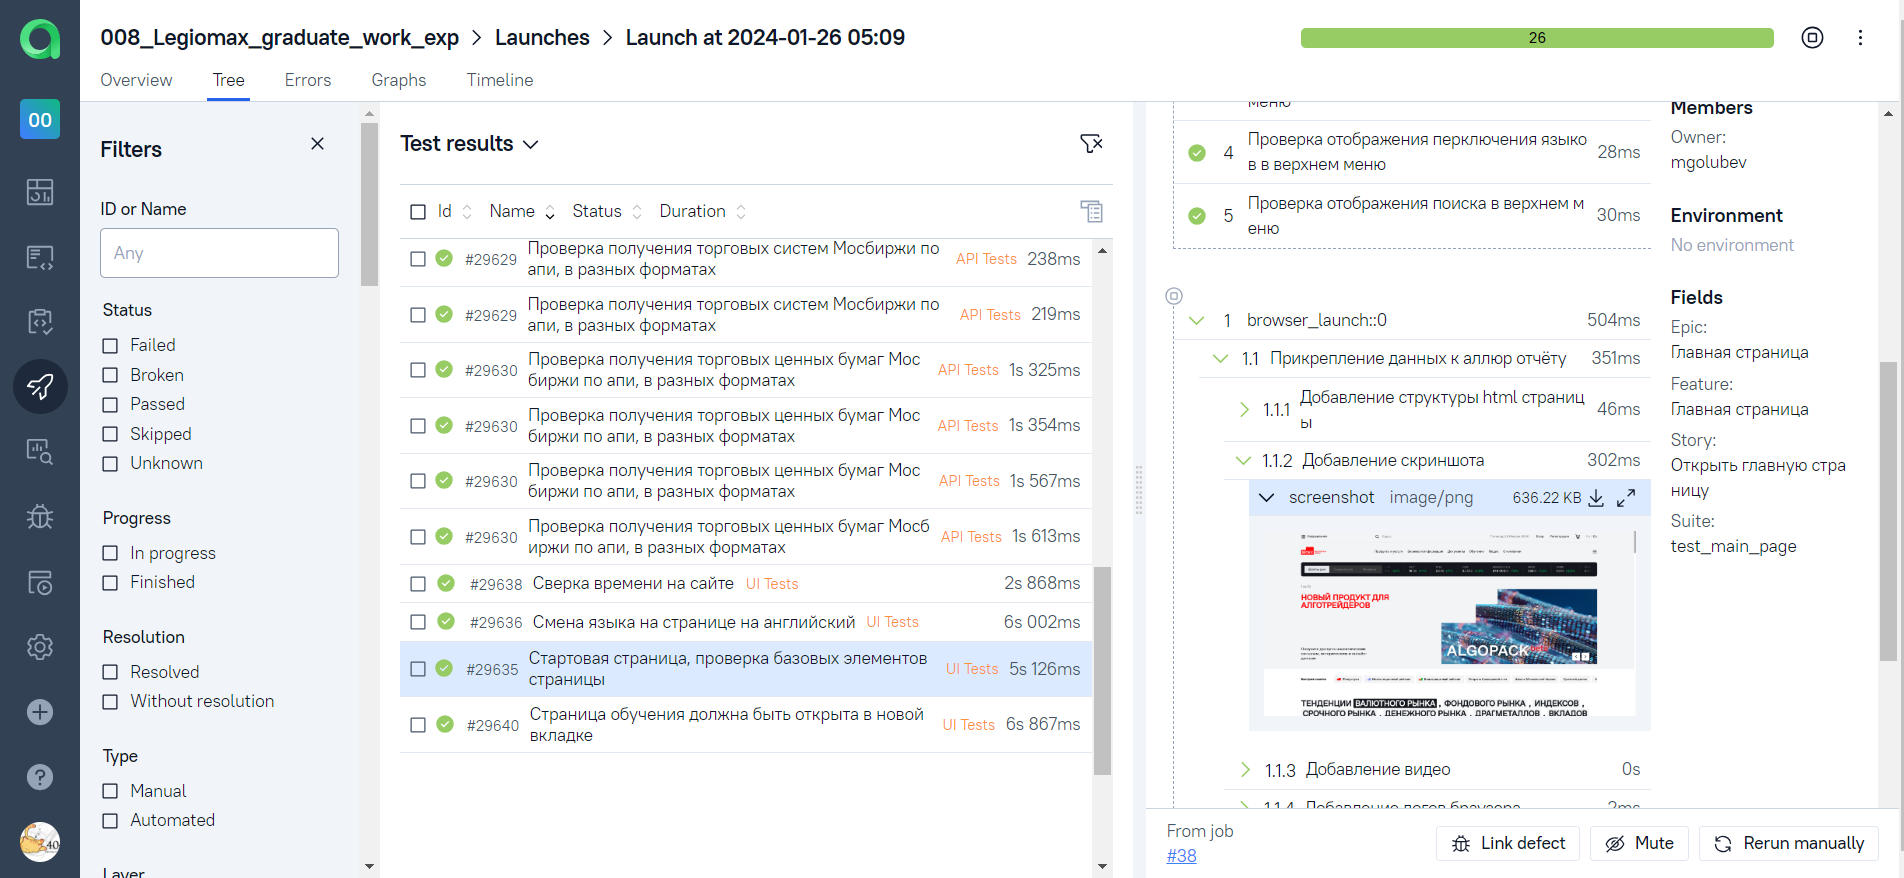 008_Legiomax_graduate_work_exp > Launches > Launch at 2024-01-26 05:09
26
Overview
Tree
Errors
Graphs
Timeline
00
Filters
ID or Name
Any
Status
Failed
Broken
Passed
Skipped
Unknown
Progress
In progress
Finished
Resolution
Resolved
Without resolution
Type
Manual
Automated
Layer
Test results
Id Name Status Duration
#29629 Проверка получения торговых систем Мосбиржи по
апи, в разных форматах API Tests 238ms
#29629 Проверка получения торговых систем Мосбиржи по
апи, в разных форматах API Tests 219ms
#29630 Проверка получения торговых ценных бумаг Мос
биржи по апи, в разных форматах API Tests 1s 325ms
#29630 Проверка получения торговых ценных бумаг Мос
биржи по апи, в разных форматах API Tests 1s 354ms
#29630 Проверка получения торговых ценных бумаг Мос
биржи по апи, в разных форматах API Tests 1s 567ms
#29630 Проверка получения торговых ценных бумаг Мосб
иржи по апи, в разных форматах API Tests 1s 613ms
#29638 Сверка времени на сайте UI Tests 2s 868ms
#29636 Смена языка на странице на английский UI Tests 6s 002ms
#29635 Стартовая страница, проверка базовых элементов
страницы UI Tests 5s 126ms
#29640 Страница обучения должна быть открыта в новой
вкладке UI Tests 6s 867ms
меню
4 Проверка отображения перключения языко
в в верхнем меню 28ms
5 Проверка отображения поиска в верхнем м
еню 30ms
1 browser_launch::0 504ms
1.1 Прикрепление данных к аллюр отчёту 351ms
1.1.1 Добавление структуры html страниц
ы 46ms
1.1.2 Добавление скриншота 302ms
screenshot image/png 636.22 KB
НОВЫЙ ПРОДУКТ ДЛЯ
АЛГОТРЕЙДЕРОВ
ALGOPACK
ТЕНДЕНЦИИ ВАЛЮТНОГО РЫНКА , ФОНДОВОГО РЫНКА , ИНДЕКСОВ ,
СРОЧНОГО РЫНКА , ДЕНЕЖНОГО РЫНКА , ДРАГМЕТАЛЛОВ , ВКЛАДОВ
1.1.3 Добавление видео 0s
1.1.4 Добавление логов браузера 2ms
Members
Owner:
mgolubev
Environment
No environment
Fields
Epic:
Главная страница
Feature:
Главная страница
Story:
Открыть главную стра
ницу
Suite:
test_main_page
From job
#38
Link defect
Mute
Rerun manually